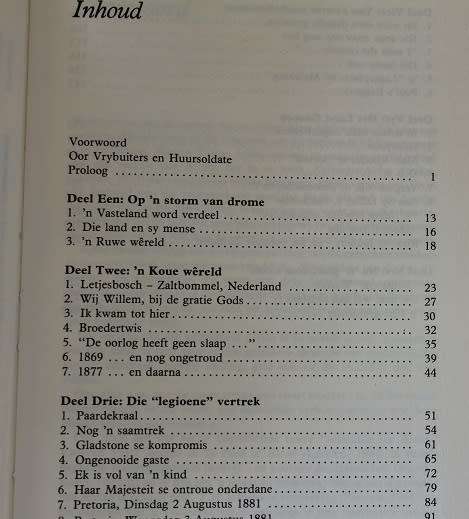 Inhoud
Voorwoord
Oor Vrybuiters en Huursoldate
Proloog 1
Deel Een: Op 'n storm van drome
1. 'n Vasteland word verdeel 13
2. Die land en sy mense 16
3. 'n Ruwe wêreld 18
Deel Twee: 'n Koue wêreld
1. Letjesbosch – Zaltbommel, Nederland 23
2. Wij Willem, bij de gratie Gods 27
3. Ik kwam tot hier 30
4. Broedertwis 32
5. "De oorlog heeft geen slaap ..." 35
6. 1869 ... en nog ongetroud 39
7. 1877 ... en daarna 44
Deel Drie: Die "legioene" vertrek
1. Paardekraal 51
2. Nog 'n saamtrek 54
3. Gladstone se kompromis 61
4. Ongenooide gaste 65
5. Ek is vol van 'n kind 72
6. Haar Majesteit se ontroue onderdane 79
7. Pretoria, Dinsdag 2 Augustus 1881 84
3 Augustus 1881 91